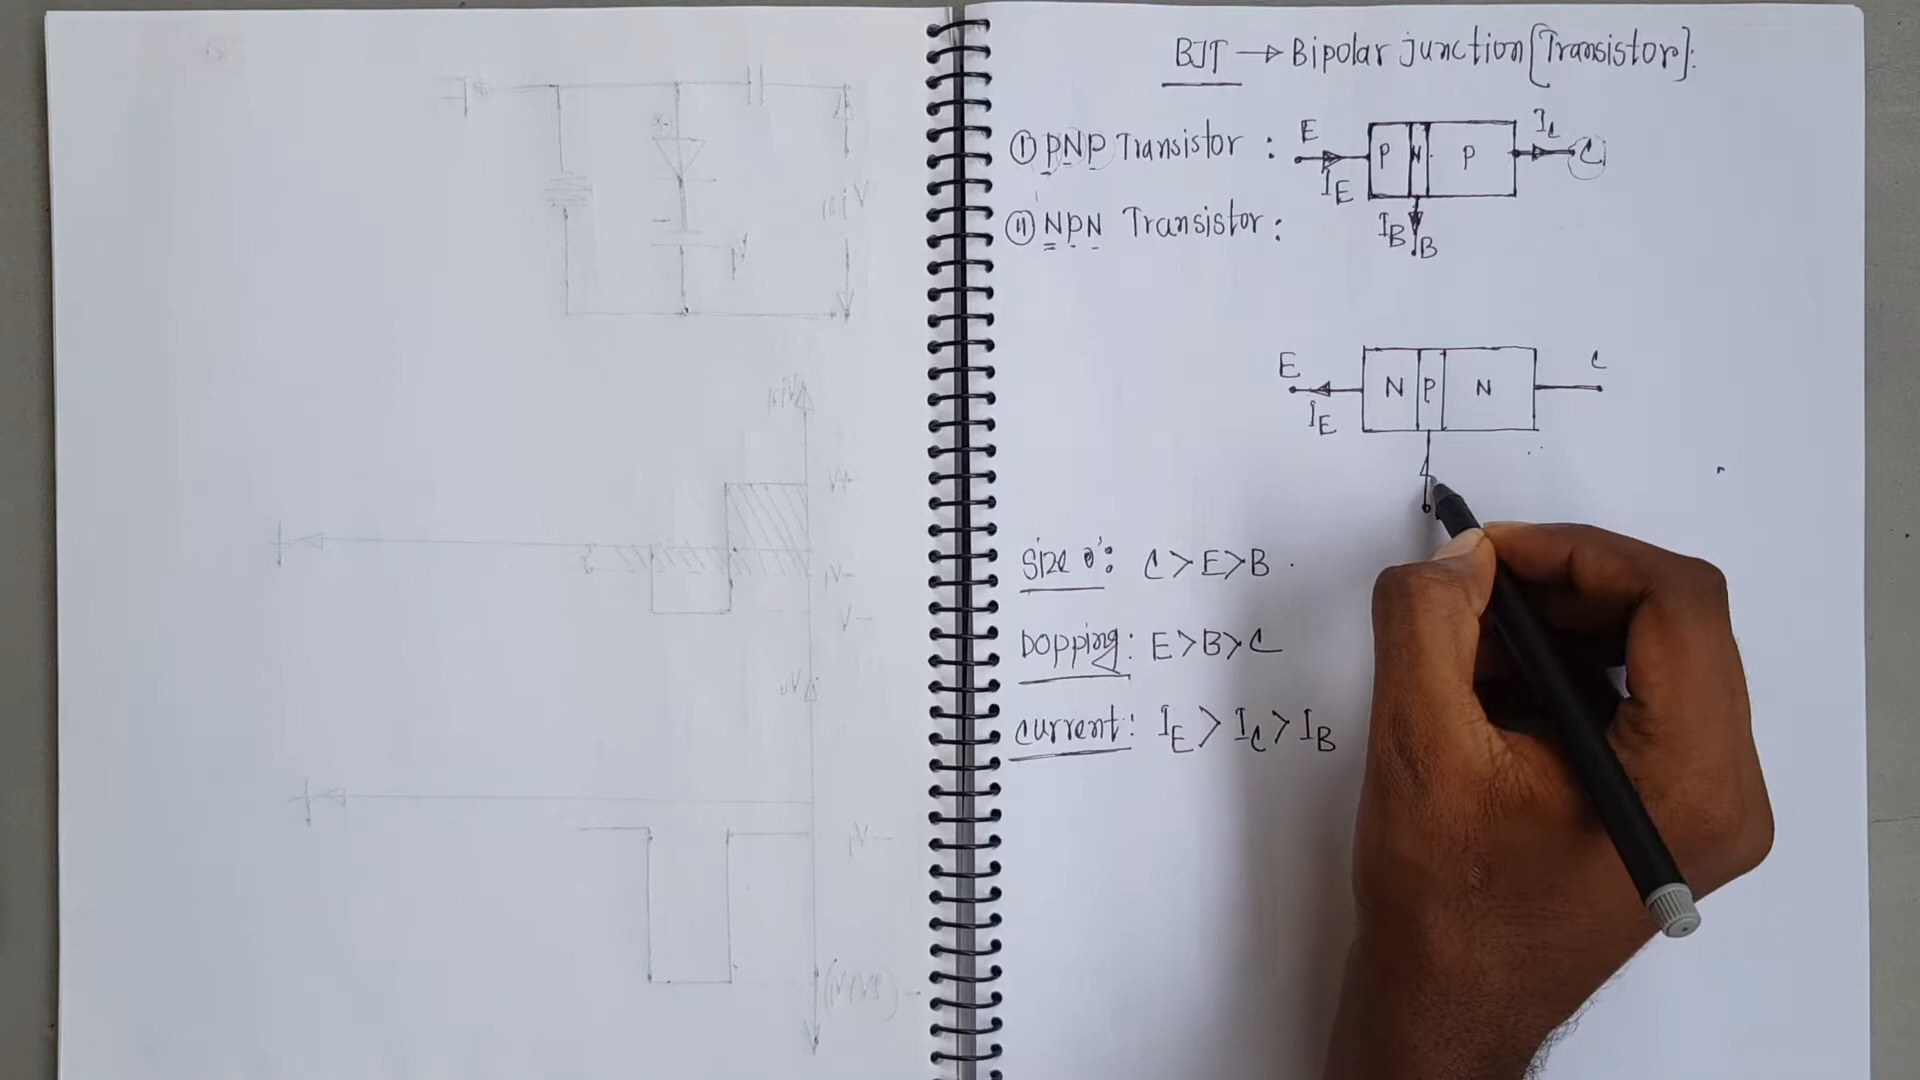 BJT → Bipolar junction [Transistor]:
① PNP Transistor :
E P N P I_C C
I_E
I_B B
② NPN Transistor :
E N P N C
I_E
Size : C > E > B
Dopping : E > B > C
Current : I_E > I_C > I_B